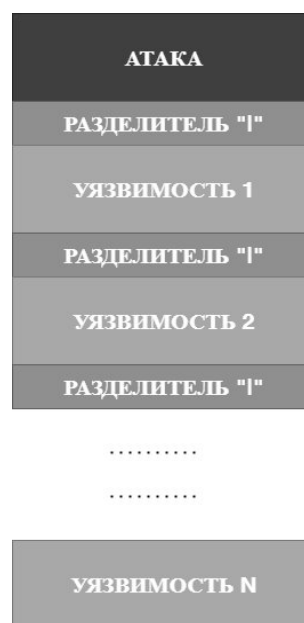 АТАКА
РАЗДЕЛИТЕЛЬ "|"
УЯЗВИМОСТЬ 1
РАЗДЕЛИТЕЛЬ "|"
УЯЗВИМОСТЬ 2
РАЗДЕЛИТЕЛЬ "|"
..........
..........
УЯЗВИМОСТЬ N